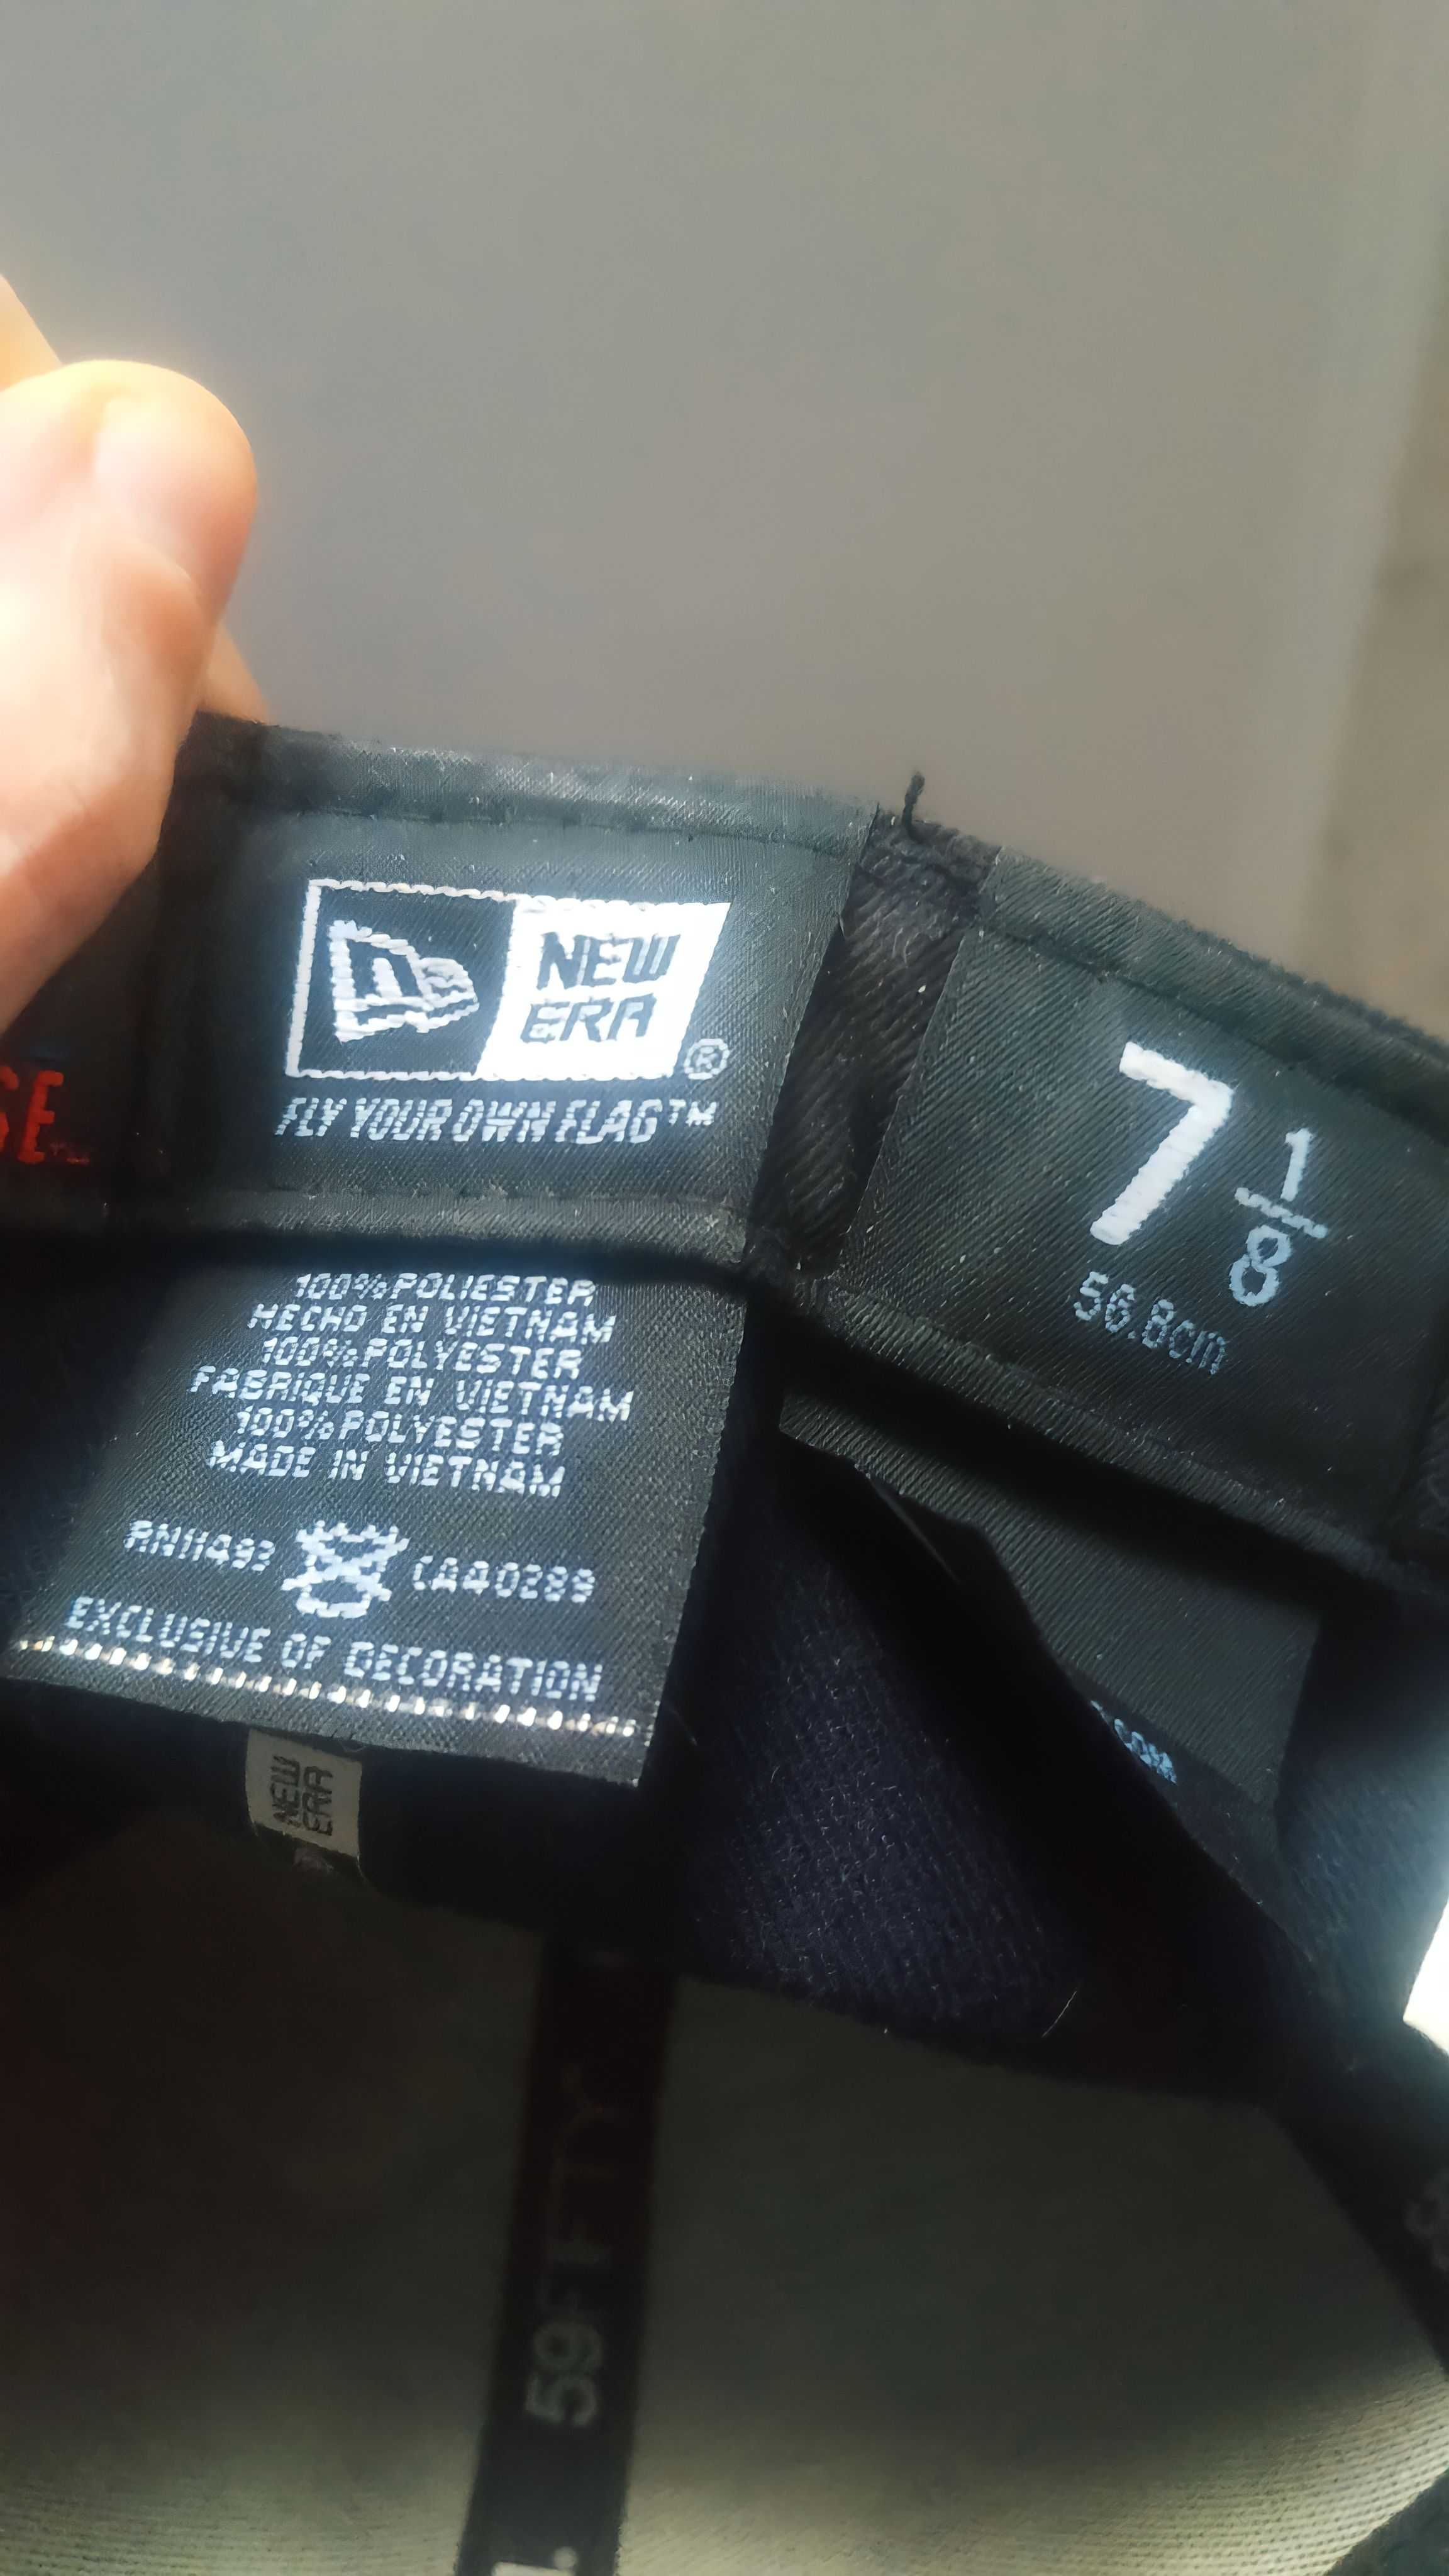 NEW
ERA
®
FLY YOUR OWN FLAG™
7 1/8
56.8cm
100% POLIESTER
HECHO EN VIETNAM
100% POLYESTER
FABRIQUE EN VIETNAM
100% POLYESTER
MADE IN VIETNAM
RN11493 CA40289
EXCLUSIVE OF DECORATION
NEW
ERA
59FIFTY